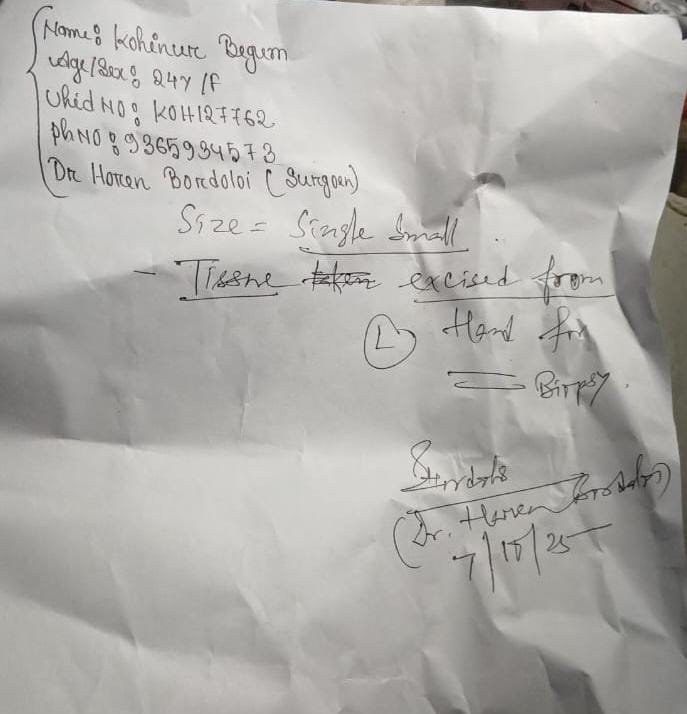 Name: Kohinur Begum
Age/Sex: 24Y/F
Uhid NO: KOH127762
Ph NO: 9365934573
Dr Horen Bordoloi (Surgoen)
Size = Single Small
- Tissue taken excised from
(L) Hand for
= Biopsy.
(Dr. Horen Bordoloi)
7/10/25